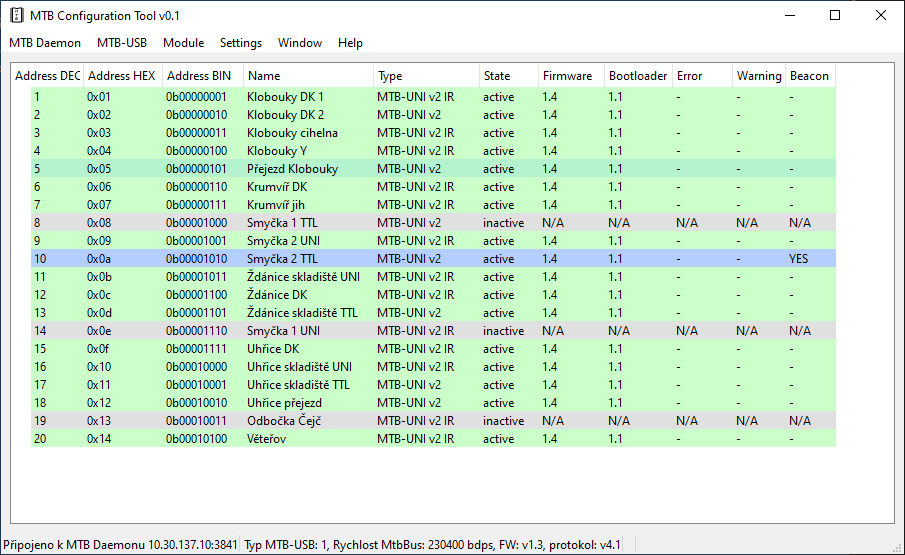 MTB Configuration Tool v0.1
MTB Daemon MTB-USB Module Settings Window Help
Address DEC Address HEX Address BIN Name Type State Firmware Bootloader Error Warning Beacon
1 0x01 0b00000001 Klobouky DK 1 MTB-UNI v2 IR active 1.4 1.1 - - -
2 0x02 0b00000010 Klobouky DK 2 MTB-UNI v2 active 1.4 1.1 - - -
3 0x03 0b00000011 Klobouky cihelna MTB-UNI v2 IR active 1.4 1.1 - - -
4 0x04 0b00000100 Klobouky Y MTB-UNI v2 IR active 1.4 1.1 - - -
5 0x05 0b00000101 Přejezd Klobouky MTB-UNI v2 active 1.4 1.1 - - -
6 0x06 0b00000110 Krumvíř DK MTB-UNI v2 IR active 1.4 1.1 - - -
7 0x07 0b00000111 Krumvíř jih MTB-UNI v2 IR active 1.4 1.1 - - -
8 0x08 0b00001000 Smyčka 1 TTL MTB-UNI v2 inactive N/A N/A N/A N/A N/A
9 0x09 0b00001001 Smyčka 2 UNI MTB-UNI v2 IR active 1.4 1.1 - - -
10 0x0a 0b00001010 Smyčka 2 TTL MTB-UNI v2 active 1.4 1.1 - - YES
11 0x0b 0b00001011 Ždánice skladiště UNI MTB-UNI v2 IR active 1.4 1.1 - - -
12 0x0c 0b00001100 Ždánice DK MTB-UNI v2 IR active 1.4 1.1 - - -
13 0x0d 0b00001101 Ždánice skladiště TTL MTB-UNI v2 active 1.4 1.1 - - -
14 0x0e 0b00001110 Smyčka 1 UNI MTB-UNI v2 IR inactive N/A N/A N/A N/A N/A
15 0x0f 0b00001111 Uhřice DK MTB-UNI v2 IR active 1.4 1.1 - - -
16 0x10 0b00010000 Uhřice skladiště UNI MTB-UNI v2 IR active 1.4 1.1 - - -
17 0x11 0b00010001 Uhřice skladiště TTL MTB-UNI v2 active 1.4 1.1 - - -
18 0x12 0b00010010 Uhřice přejezd MTB-UNI v2 active 1.4 1.1 - - -
19 0x13 0b00010011 Odbočka Čejč MTB-UNI v2 IR inactive N/A N/A N/A N/A N/A
20 0x14 0b00010100 Věteřov MTB-UNI v2 IR active 1.4 1.1 - - -
Připojeno k MTB Daemonu 10.30.137.10:3841 Typ MTB-USB: 1, Rychlost MtbBus: 230400 bdps, FW: v1.3, protokol: v4.1